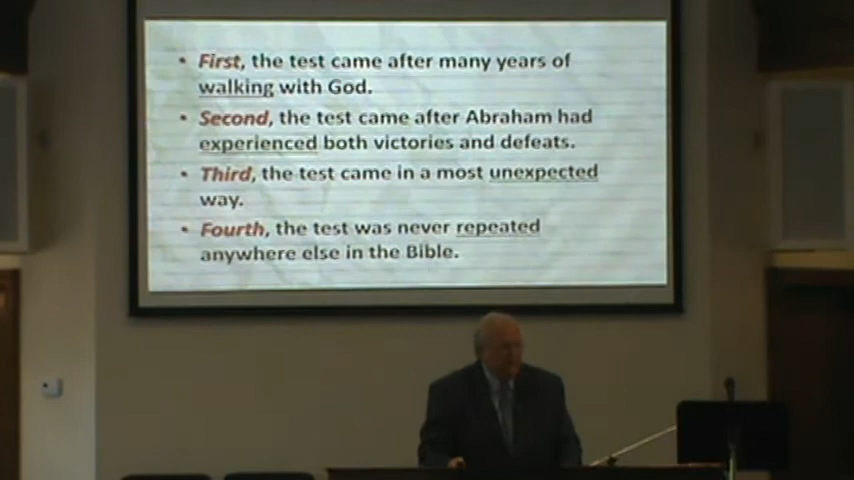 • First, the test came after many years of
walking with God.
• Second, the test came after Abraham had
experienced both victories and defeats.
• Third, the test came in a most unexpected
way.
• Fourth, the test was never repeated
anywhere else in the Bible.